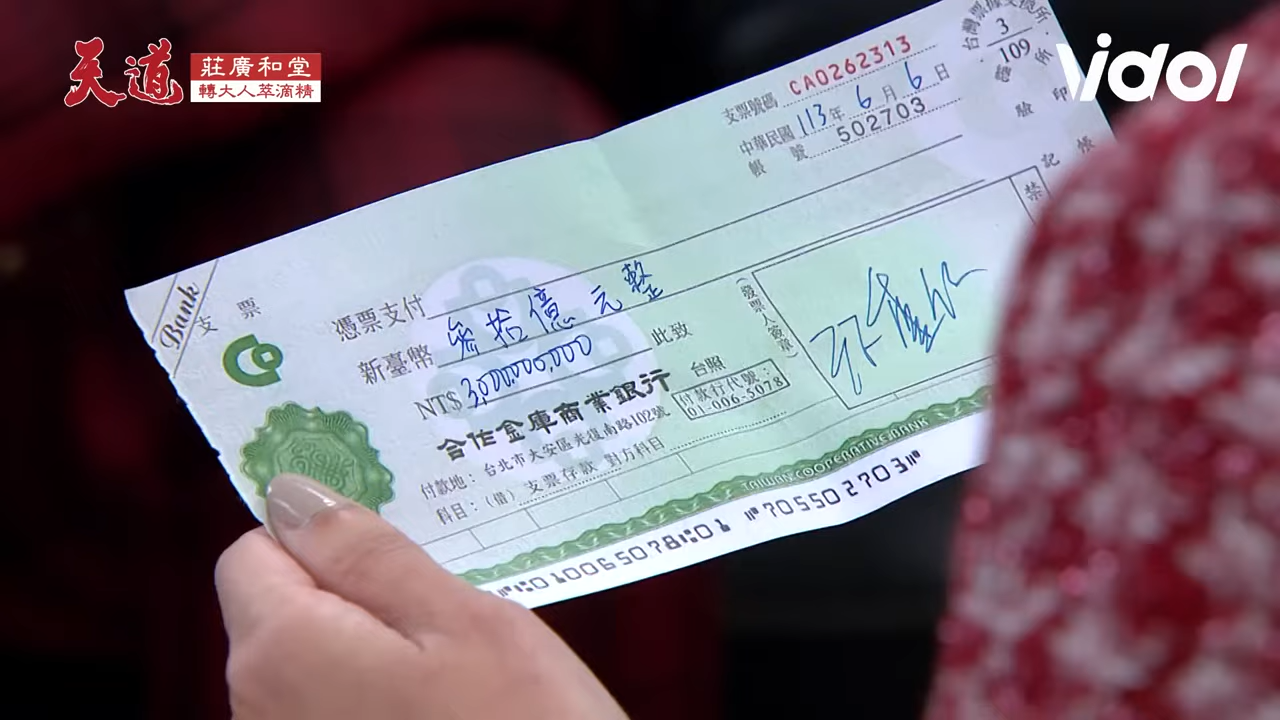 天道
莊廣和堂
轉大人萃滴精
vidol
台灣票據交換所
3
109
支票號碼 CA0262313
中華民國 113 年 6 月 6 日
帳號 502703
驗印
記帳
禁
Bank
支票
憑票支付
新臺幣 參拾億元整
NT$ 3,000,000,000 此致
合作金庫商業銀行 台照
付款地：台北市大安區光復南路102號
付款行代號：
01-006-5078
科目：（借）支票存款 對方科目
（發票人簽章）
TAIWAN COOPERATIVE BANK